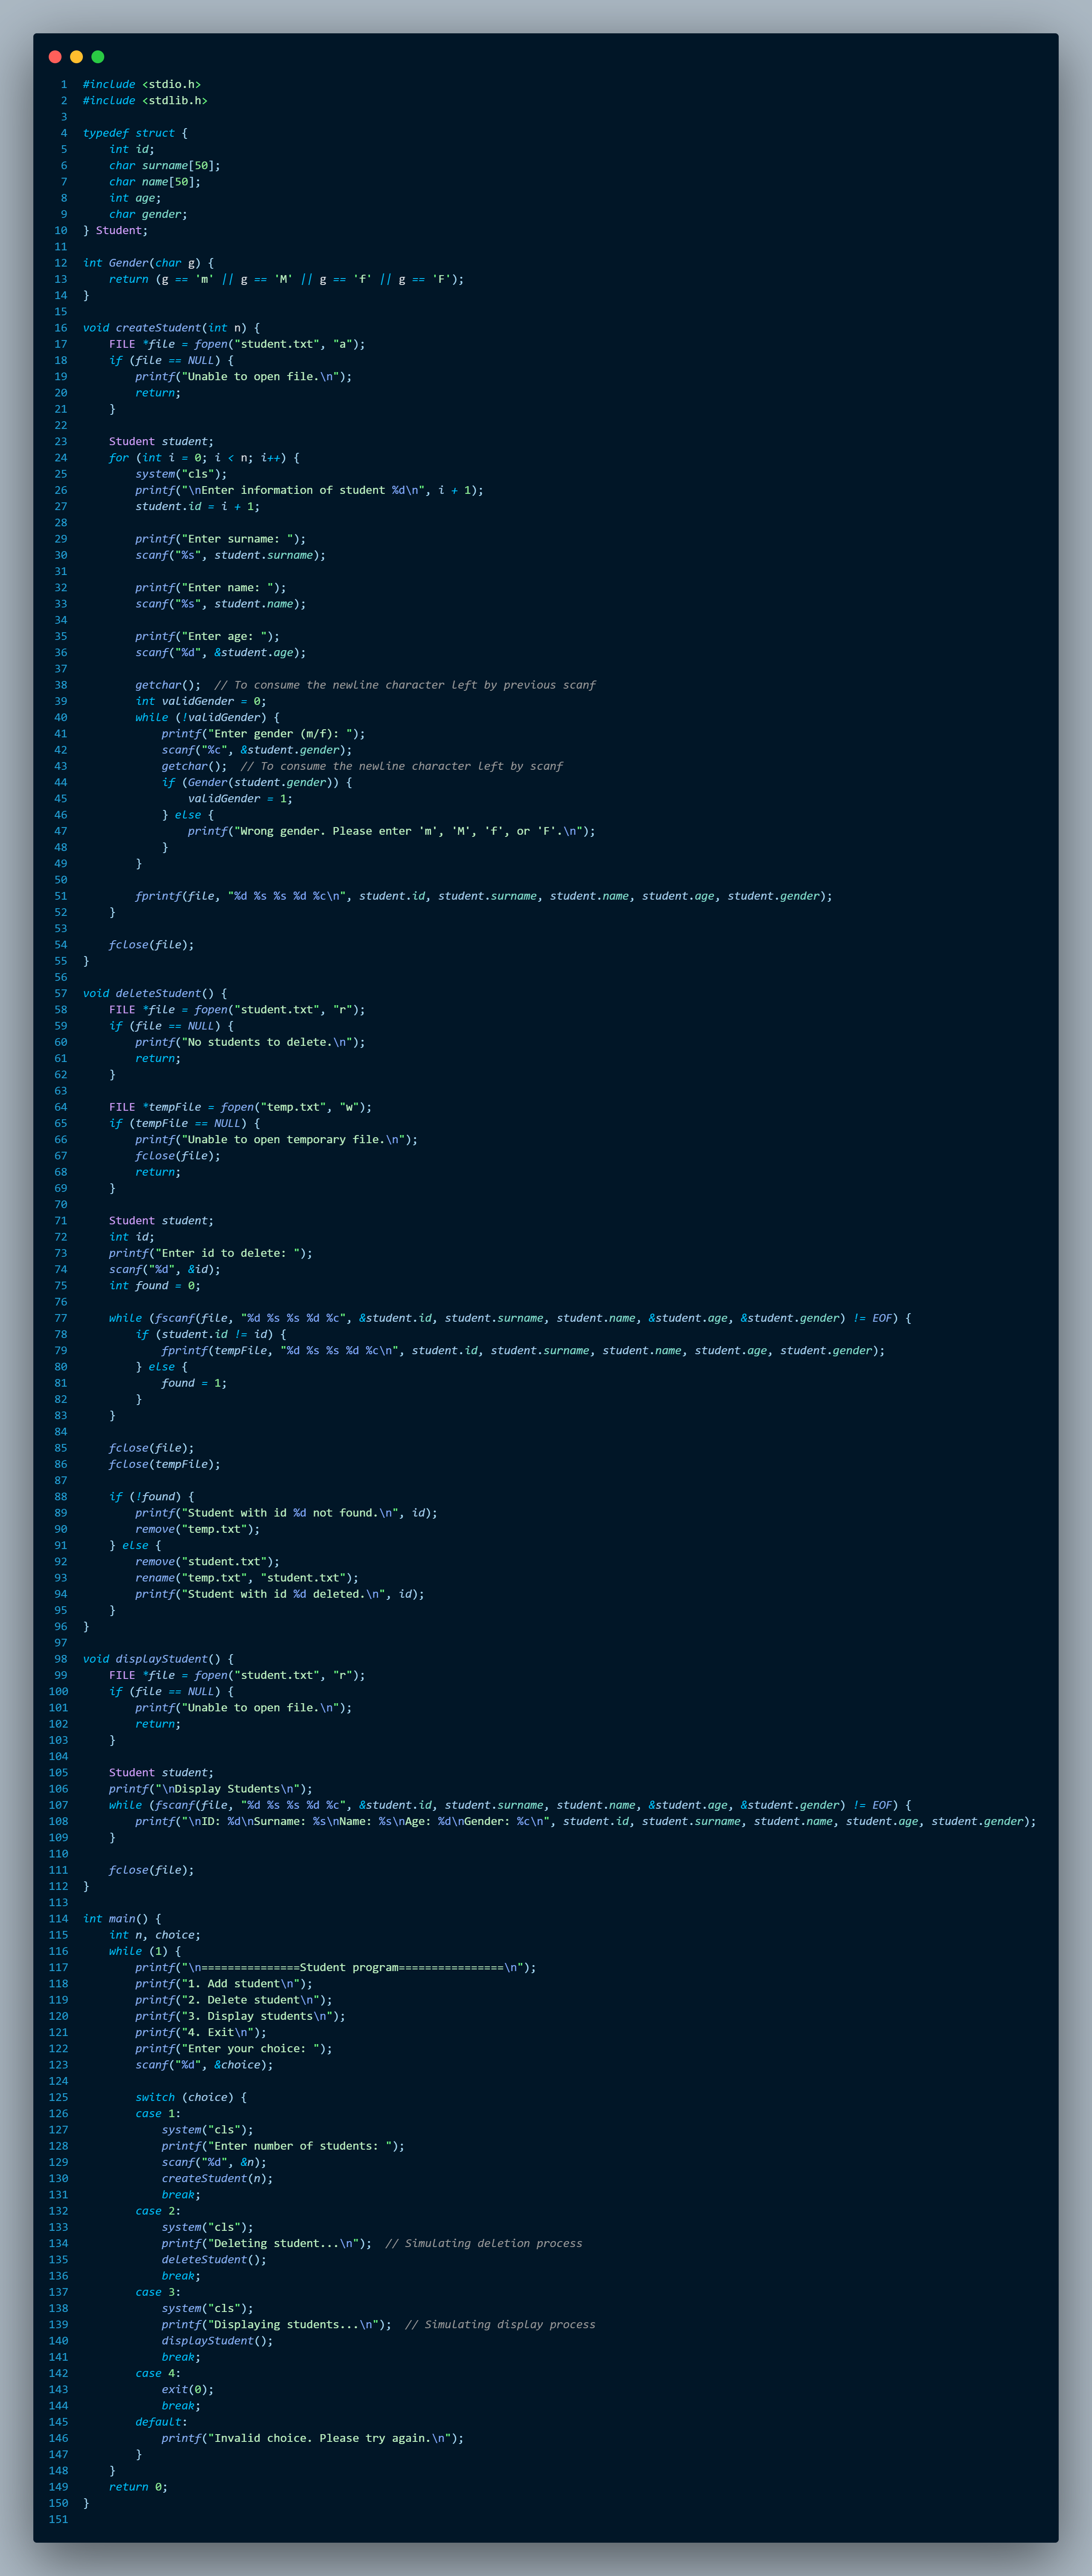 1 #include <stdio.h>
2 #include <stdlib.h>
3
4 typedef struct {
5     int id;
6     char surname[50];
7     char name[50];
8     int age;
9     char gender;
10 } Student;
11
12 int Gender(char g) {
13     return (g == 'm' || g == 'M' || g == 'f' || g == 'F');
14 }
15
16 void createStudent(int n) {
17     FILE *file = fopen("student.txt", "a");
18     if (file == NULL) {
19         printf("Unable to open file.\n");
20         return;
21     }
22
23     Student student;
24     for (int i = 0; i < n; i++) {
25         system("cls");
26         printf("\nEnter information of student %d\n", i + 1);
27         student.id = i + 1;
28
29         printf("Enter surname: ");
30         scanf("%s", student.surname);
31
32         printf("Enter name: ");
33         scanf("%s", student.name);
34
35         printf("Enter age: ");
36         scanf("%d", &student.age);
37
38         getchar();  // To consume the newline character left by previous scanf
39         int validGender = 0;
40         while (!validGender) {
41             printf("Enter gender (m/f): ");
42             scanf("%c", &student.gender);
43             getchar();  // To consume the newline character left by scanf
44             if (Gender(student.gender)) {
45                 validGender = 1;
46             } else {
47                 printf("Wrong gender. Please enter 'm', 'M', 'f', or 'F'.\n");
48             }
49         }
50
51         fprintf(file, "%d %s %s %d %c\n", student.id, student.surname, student.name, student.age, student.gender);
52     }
53
54     fclose(file);
55 }
56
57 void deleteStudent() {
58     FILE *file = fopen("student.txt", "r");
59     if (file == NULL) {
60         printf("No students to delete.\n");
61         return;
62     }
63
64     FILE *tempFile = fopen("temp.txt", "w");
65     if (tempFile == NULL) {
66         printf("Unable to open temporary file.\n");
67         fclose(file);
68         return;
69     }
70
71     Student student;
72     int id;
73     printf("Enter id to delete: ");
74     scanf("%d", &id);
75     int found = 0;
76
77     while (fscanf(file, "%d %s %s %d %c", &student.id, student.surname, student.name, &student.age, &student.gender) != EOF) {
78         if (student.id != id) {
79             fprintf(tempFile, "%d %s %s %d %c\n", student.id, student.surname, student.name, student.age, student.gender);
80         } else {
81             found = 1;
82         }
83     }
84
85     fclose(file);
86     fclose(tempFile);
87
88     if (!found) {
89         printf("Student with id %d not found.\n", id);
90         remove("temp.txt");
91     } else {
92         remove("student.txt");
93         rename("temp.txt", "student.txt");
94         printf("Student with id %d deleted.\n", id);
95     }
96 }
97
98 void displayStudent() {
99     FILE *file = fopen("student.txt", "r");
100     if (file == NULL) {
101         printf("Unable to open file.\n");
102         return;
103     }
104
105     Student student;
106     printf("\nDisplay Students\n");
107     while (fscanf(file, "%d %s %s %d %c", &student.id, student.surname, student.name, &student.age, &student.gender) != EOF) {
108         printf("\nID: %d\nSurname: %s\nName: %s\nAge: %d\nGender: %c\n", student.id, student.surname, student.name, student.age, student.gender);
109     }
110
111     fclose(file);
112 }
113
114 int main() {
115     int n, choice;
116     while (1) {
117         printf("\n===============Student program================\n");
118         printf("1. Add student\n");
119         printf("2. Delete student\n");
120         printf("3. Display students\n");
121         printf("4. Exit\n");
122         printf("Enter your choice: ");
123         scanf("%d", &choice);
124
125         switch (choice) {
126         case 1:
127             system("cls");
128             printf("Enter number of students: ");
129             scanf("%d", &n);
130             createStudent(n);
131             break;
132         case 2:
133             system("cls");
134             printf("Deleting student...\n");  // Simulating deletion process
135             deleteStudent();
136             break;
137         case 3:
138             system("cls");
139             printf("Displaying students...\n");  // Simulating display process
140             displayStudent();
141             break;
142         case 4:
143             exit(0);
144             break;
145         default:
146             printf("Invalid choice. Please try again.\n");
147         }
148     }
149     return 0;
150 }
151